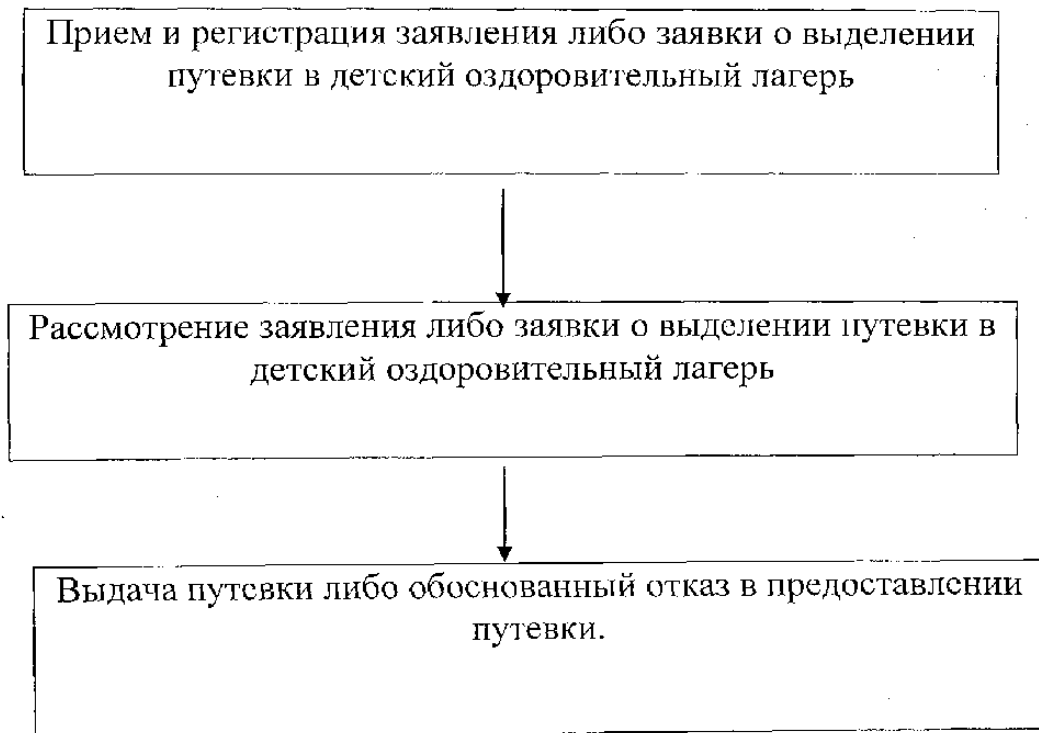 Прием и регистрация заявления либо заявки о выделении
путевки в детский оздоровительный лагерь
Рассмотрение заявления либо заявки о выделении путевки в
детский оздоровительный лагерь
Выдача путевки либо обоснованный отказ в предоставлении
путевки.